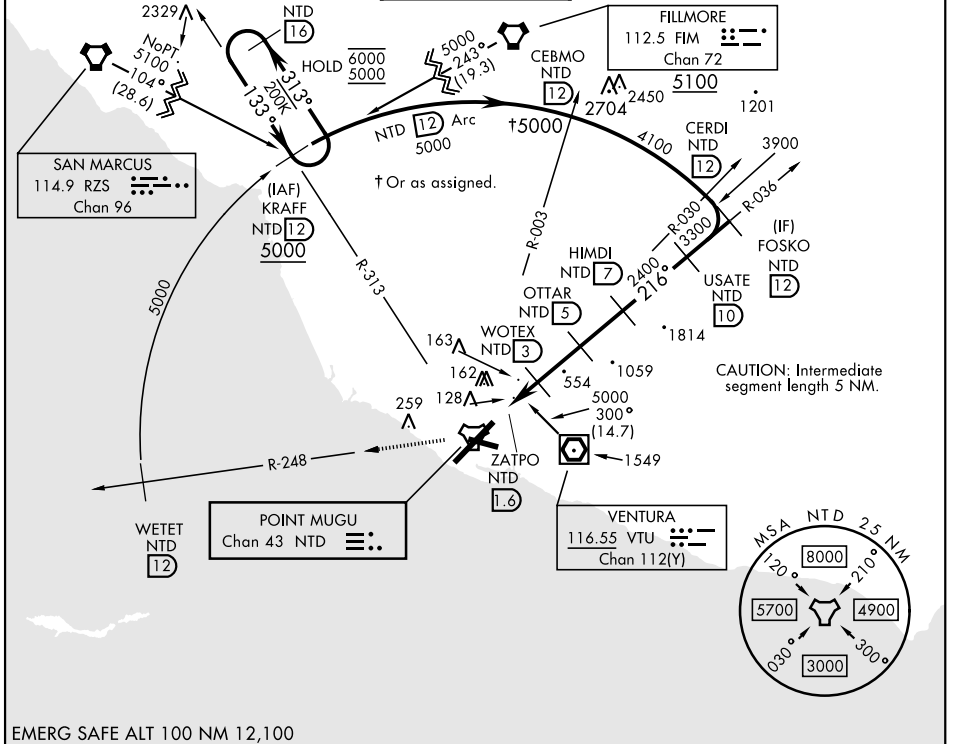 2329
NTD
16
NoPT.
5100
104°
(28.6)
HOLD 6000
5000
313°
200K
133°
5000
243°
(19.3)
FILLMORE
112.5 FIM
Chan 72
CEBMO
NTD
12
2704
2450
5100
1201
NTD 12 Arc
5000
†5000
4100
CERDI
NTD
12
3900
SAN MARCUS
114.9 RZS
Chan 96
† Or as assigned.
(IAF)
KRAFF
NTD 12
5000
R-003
R-030
R-036
3300
(IF)
FOSKO
NTD
12
HIMDI
NTD 7
2400
216°
USATE
NTD
10
R-313
OTTAR
NTD 5
5000
WOTEX
NTD 3
1814
163
162
128
1059
554
CAUTION: Intermediate
segment length 5 NM.
259
5000
300°
(14.7)
R-248
ZATPO
NTD
1.6
1549
WETET
NTD
12
POINT MUGU
Chan 43 NTD
VENTURA
116.55 VTU
Chan 112(Y)
MSA NTD 25 NM
120°
8000
210°
5700
4900
030°
3000
300°
EMERG SAFE ALT 100 NM 12,100